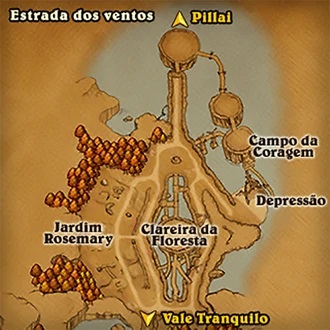 Estrada dos ventos
Pillai
Campo da
Coragem
Depressão
Jardim
Rosemary
Clareira da
Floresta
Vale Tranquilo